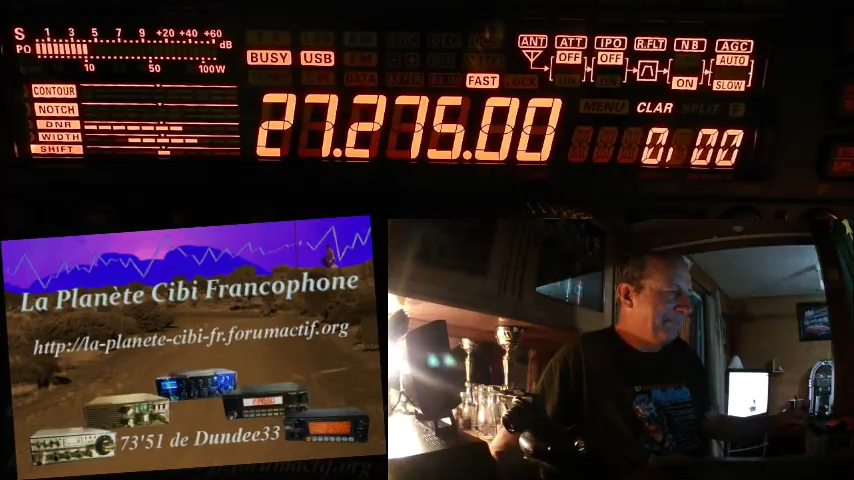 S 1 3 5 7 9 +20 +40 +60 dB
PO
10 50 100W
BUSY USB
FAST LOCK
ANT ATT IPO R.FLT NB AGC
OFF OFF AUTO
ON SLOW
CONTOUR
NOTCH
DNR
WIDTH
SHIFT
27.275.00
MENU CLAR SPLIT
0.00
La Planète Cibi Francophone
http://la-planete-cibi-fr.forumactif.org
73'51 de Dundee33